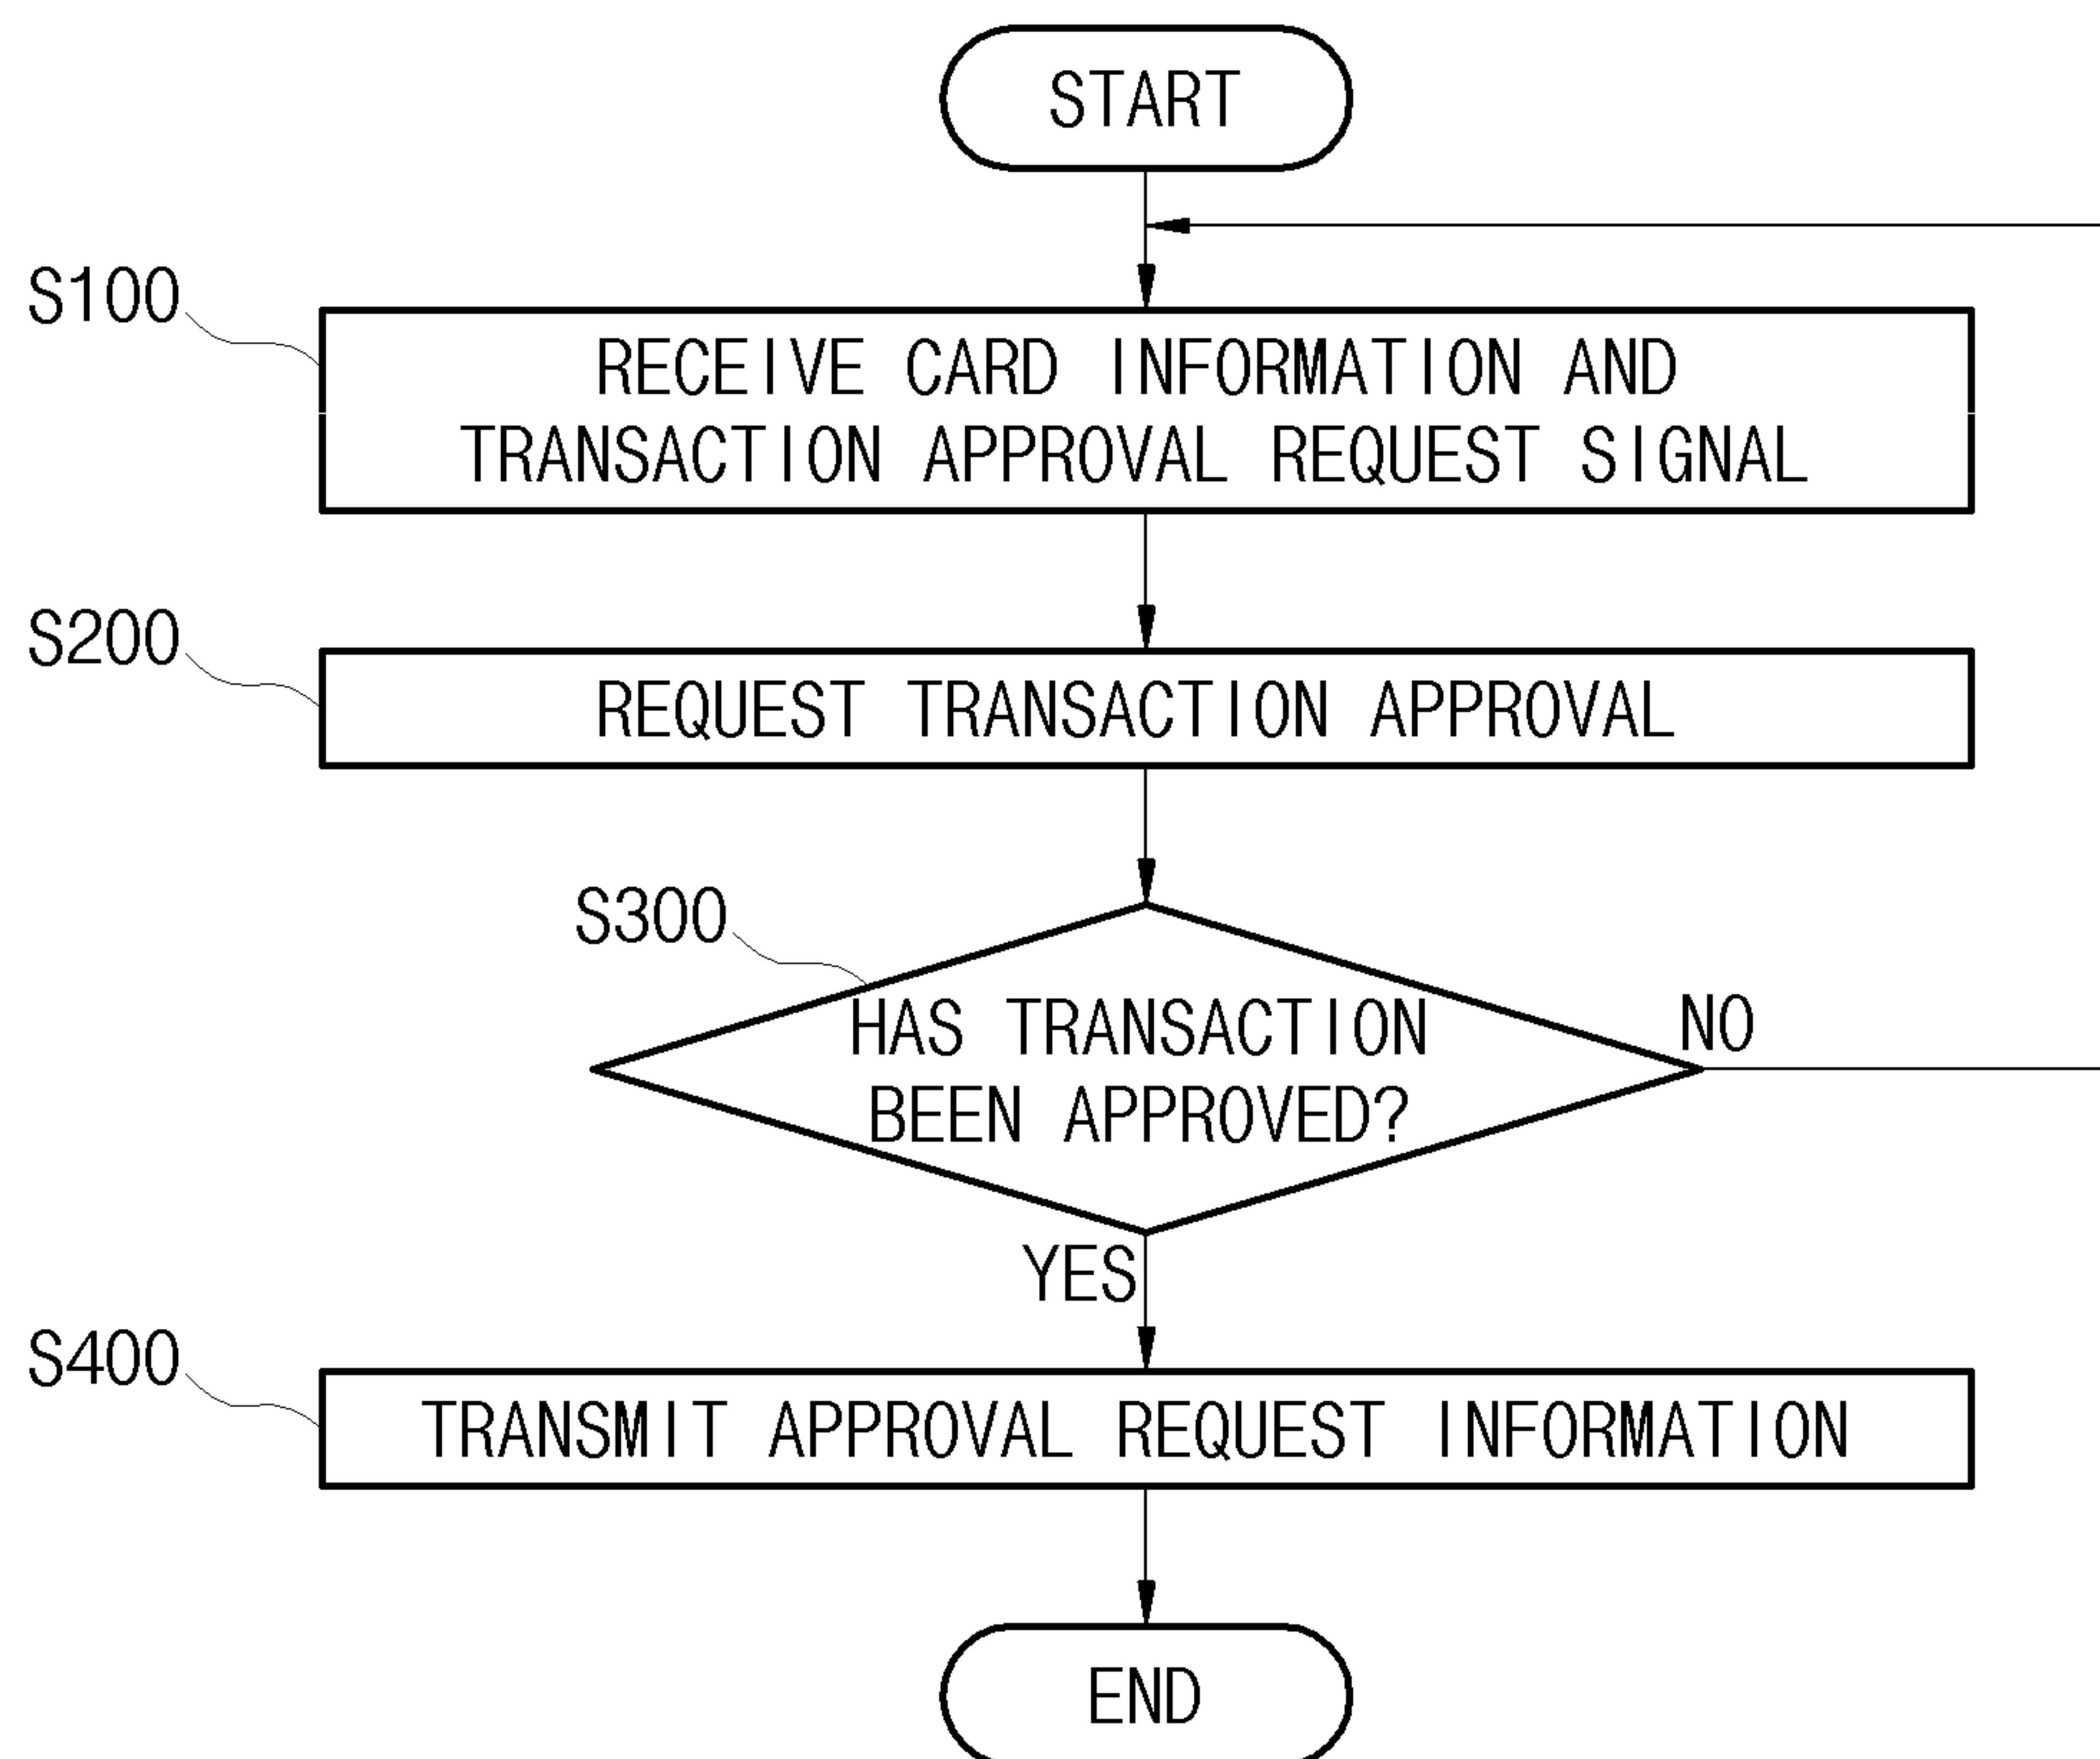 START
S100
RECEIVE CARD INFORMATION AND
TRANSACTION APPROVAL REQUEST SIGNAL
S200
REQUEST TRANSACTION APPROVAL
S300
HAS TRANSACTION
BEEN APPROVED?
NO
YES
S400
TRANSMIT APPROVAL REQUEST INFORMATION
END